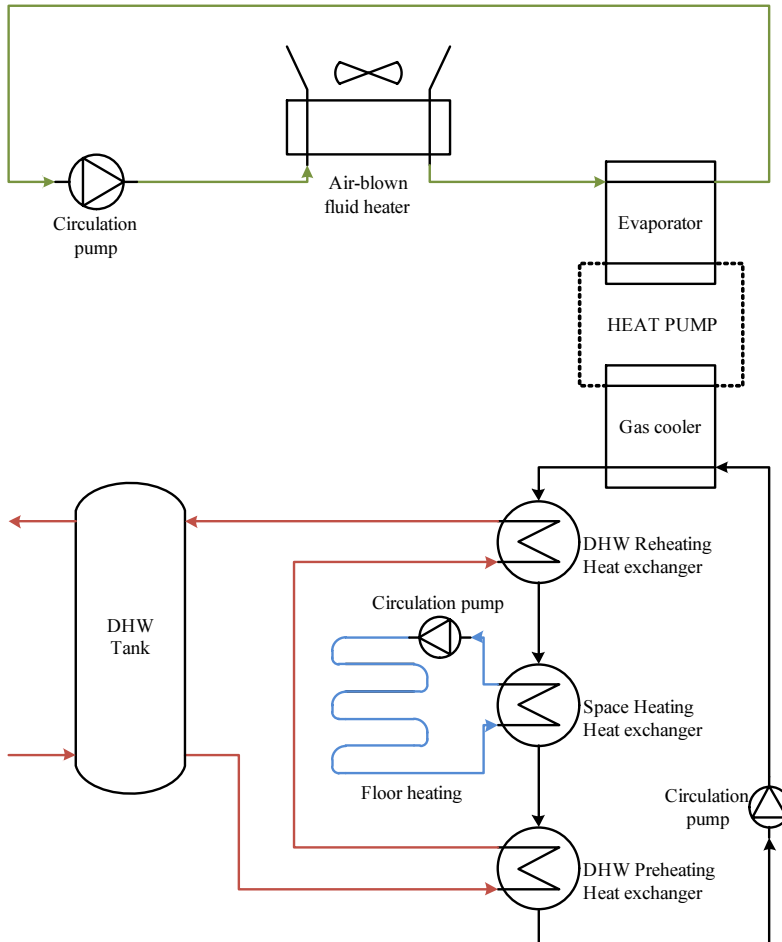 Air-blown
fluid heater
Circulation
pump
Evaporator
HEAT PUMP
Gas cooler
DHW Reheating
Heat exchanger
Circulation pump
DHW
Tank
Space Heating
Heat exchanger
Floor heating
Circulation
pump
DHW Preheating
Heat exchanger